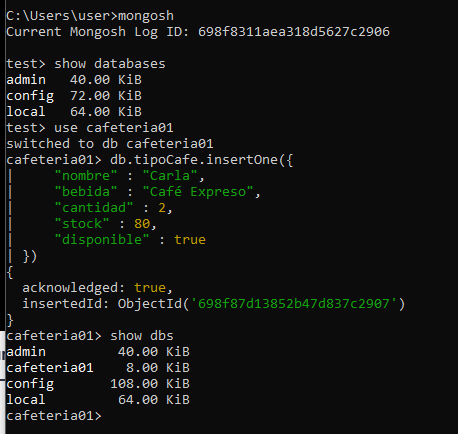 C:\Users\user>mongosh
Current Mongosh Log ID: 698f8311aea318d5627c2906
test> show databases
admin   40.00 KiB
config  72.00 KiB
local   64.00 KiB
test> use cafeteria01
switched to db cafeteria01
cafeteria01> db.tipoCafe.insertOne({
|     "nombre" : "Carla",
|     "bebida" : "Café Expreso",
|     "cantidad" : 2,
|     "stock" : 80,
|     "disponible" : true
| })
{
  acknowledged: true,
  insertedId: ObjectId('698f87d13852b47d837c2907')
}
cafeteria01> show dbs
admin         40.00 KiB
cafeteria01    8.00 KiB
config       108.00 KiB
local         64.00 KiB
cafeteria01>